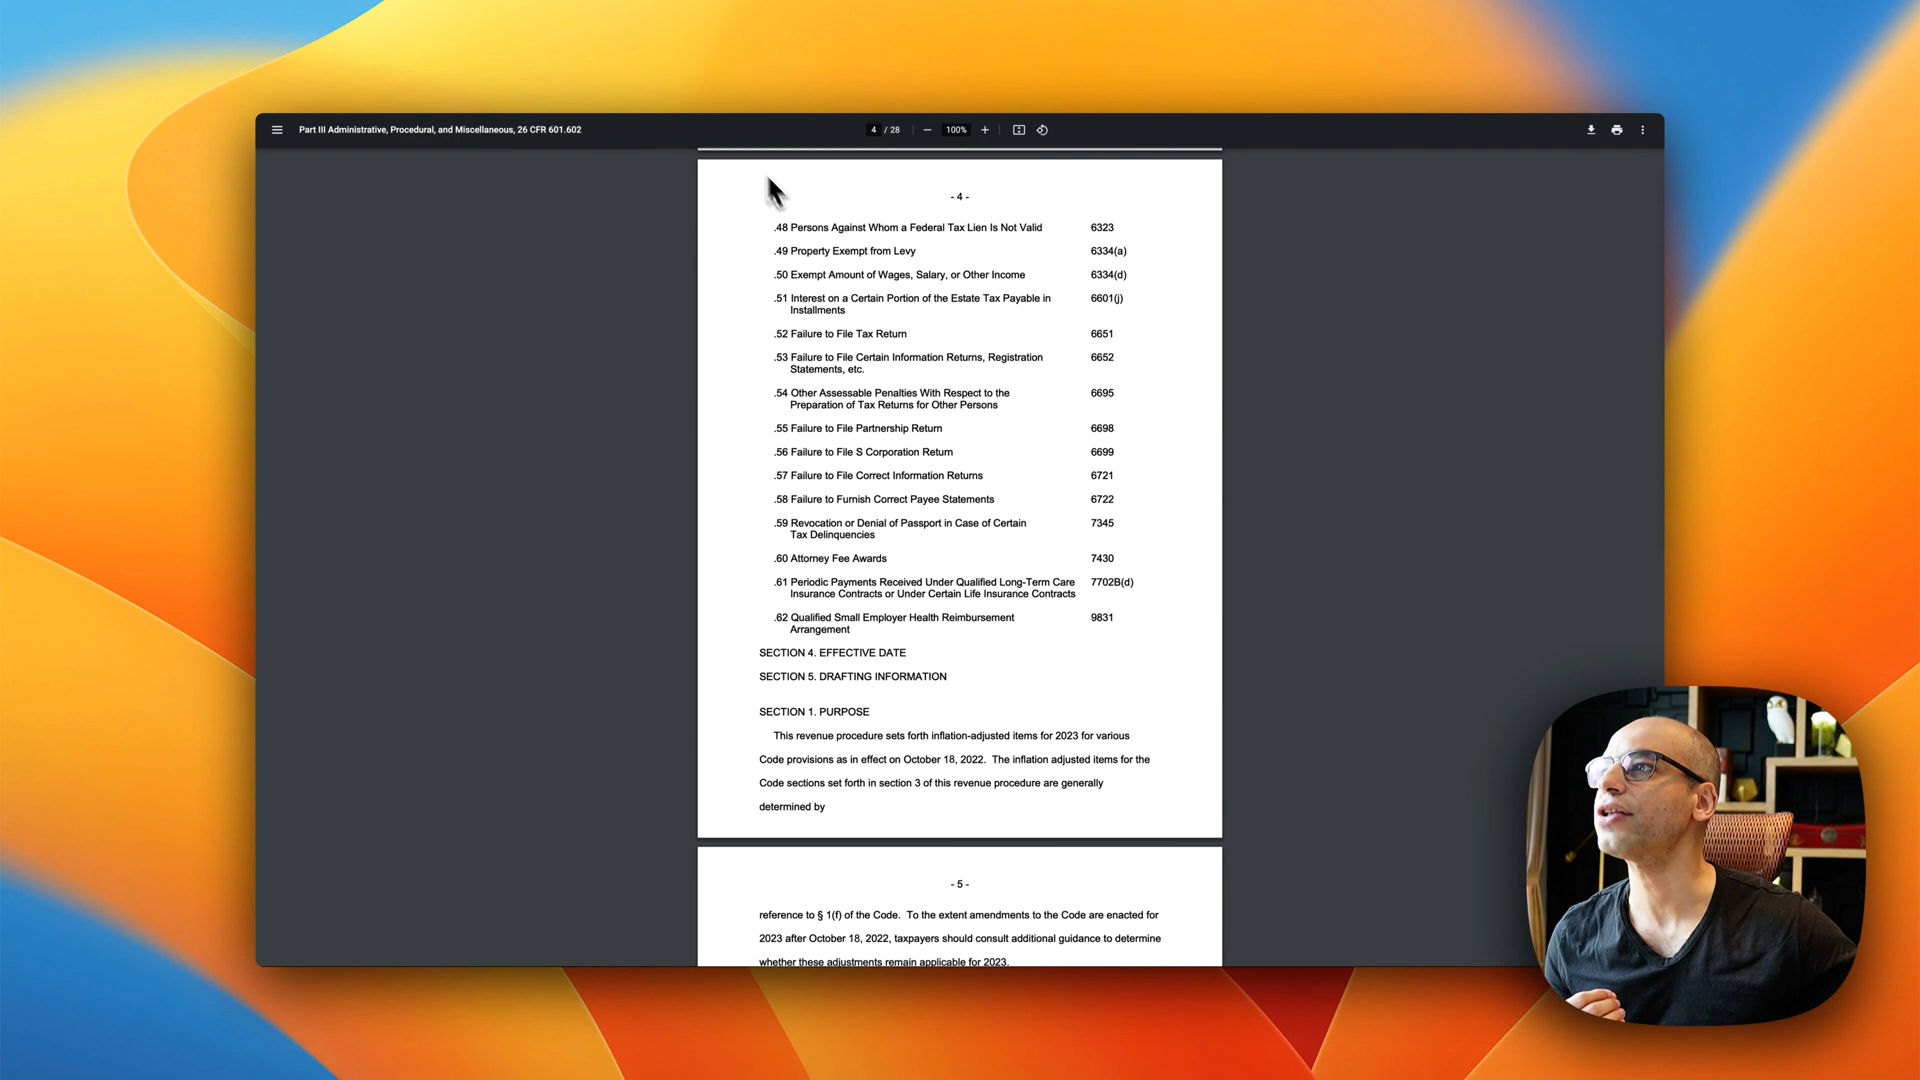 Part III Administrative, Procedural, and Miscellaneous, 26 CFR 601.602
4 / 28
100%
- 4 -
.48 Persons Against Whom a Federal Tax Lien Is Not Valid 6323
.49 Property Exempt from Levy 6334(a)
.50 Exempt Amount of Wages, Salary, or Other Income 6334(d)
.51 Interest on a Certain Portion of the Estate Tax Payable in 6601(j)
Installments
.52 Failure to File Tax Return 6651
.53 Failure to File Certain Information Returns, Registration 6652
Statements, etc.
.54 Other Assessable Penalties With Respect to the 6695
Preparation of Tax Returns for Other Persons
.55 Failure to File Partnership Return 6698
.56 Failure to File S Corporation Return 6699
.57 Failure to File Correct Information Returns 6721
.58 Failure to Furnish Correct Payee Statements 6722
.59 Revocation or Denial of Passport in Case of Certain 7345
Tax Delinquencies
.60 Attorney Fee Awards 7430
.61 Periodic Payments Received Under Qualified Long-Term Care 7702B(d)
Insurance Contracts or Under Certain Life Insurance Contracts
.62 Qualified Small Employer Health Reimbursement 9831
Arrangement
SECTION 4. EFFECTIVE DATE
SECTION 5. DRAFTING INFORMATION
SECTION 1. PURPOSE
This revenue procedure sets forth inflation-adjusted items for 2023 for various
Code provisions as in effect on October 18, 2022. The inflation adjusted items for the
Code sections set forth in section 3 of this revenue procedure are generally
determined by
- 5 -
reference to § 1(f) of the Code. To the extent amendments to the Code are enacted for
2023 after October 18, 2022, taxpayers should consult additional guidance to determine
whether these adjustments remain applicable for 2023.